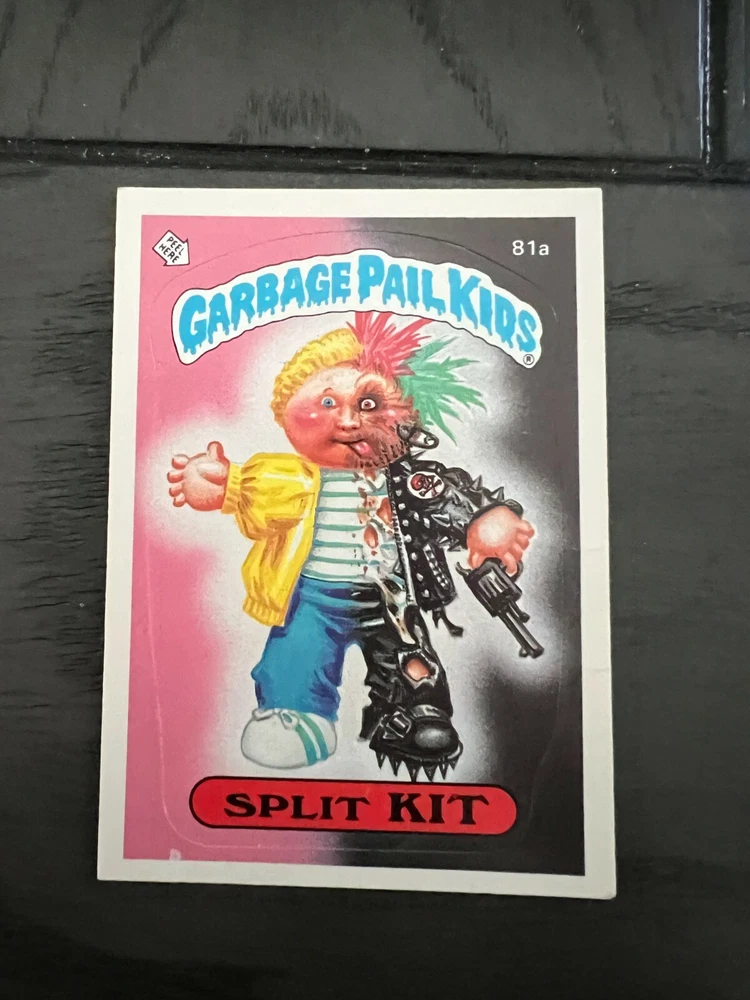 PEEL
HERE
81a
GARBAGE PAIL KIDS
®
SPLIT KIT